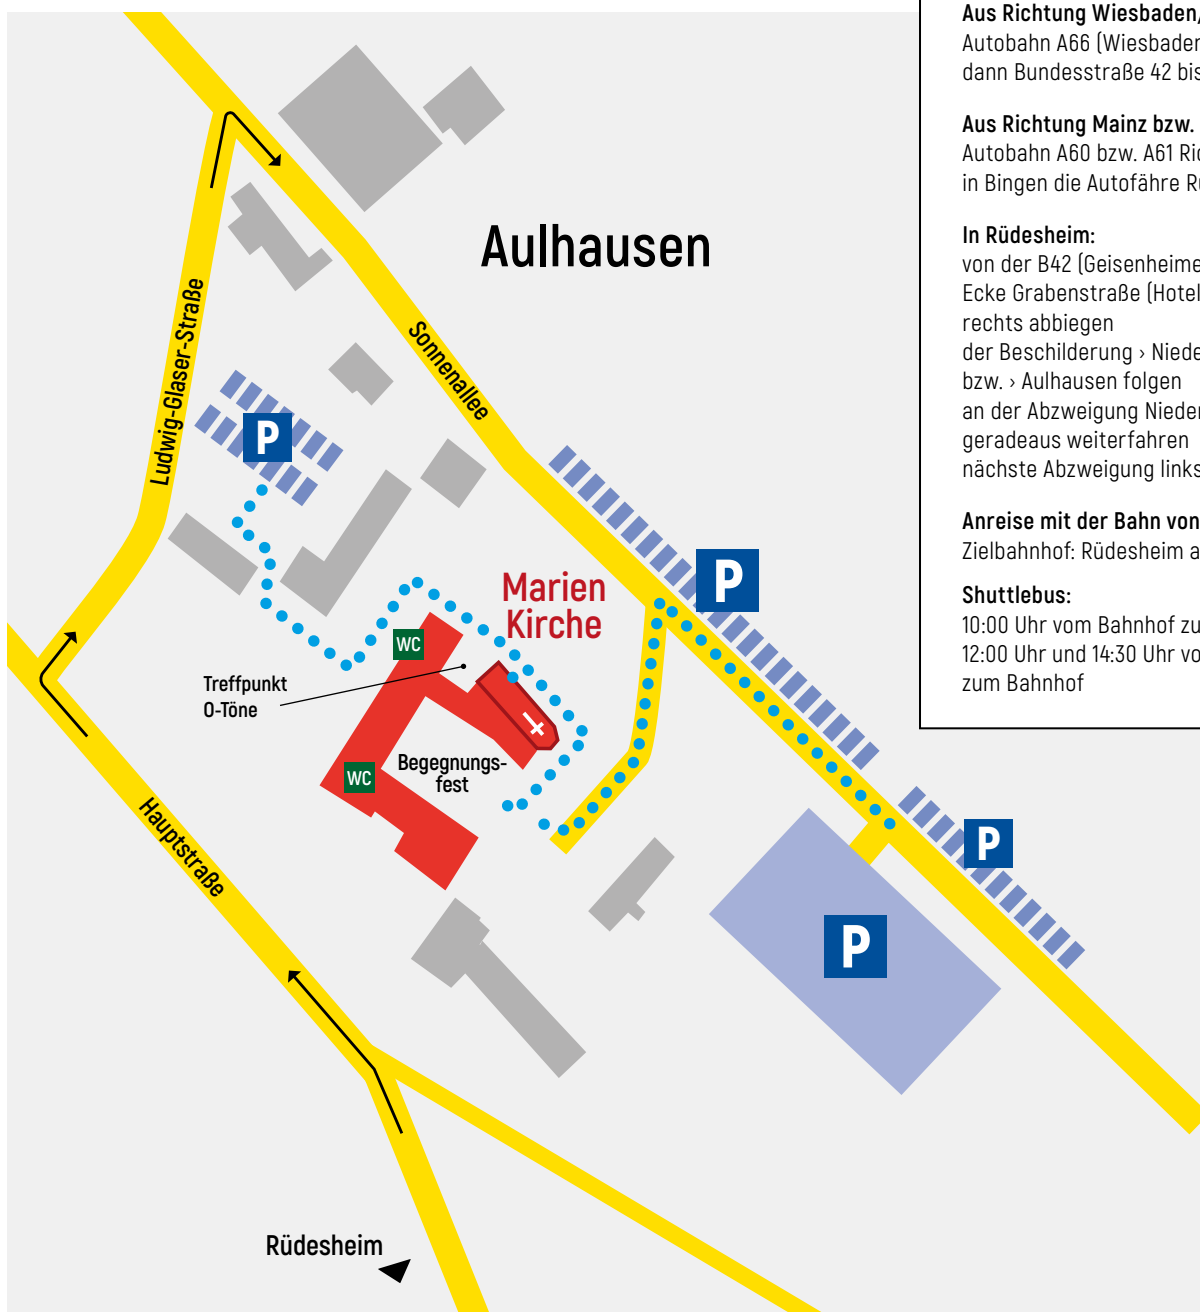 Aus Richtung Wiesbaden/
Autobahn A66 (Wiesbaden
dann Bundesstraße 42 bis
Aus Richtung Mainz bzw.
Autobahn A60 bzw. A61 Ric
in Bingen die Autofähre Rü
In Rüdesheim:
von der B42 (Geisenheime
Ecke Grabenstraße (Hotel
rechts abbiegen
der Beschilderung › Niede
bzw. › Aulhausen folgen
an der Abzweigung Nieder
geradeaus weiterfahren
nächste Abzweigung links
Anreise mit der Bahn von
Zielbahnhof: Rüdesheim a
Shuttlebus:
10:00 Uhr vom Bahnhof zu
12:00 Uhr und 14:30 Uhr vo
zum Bahnhof
Aulhausen
Ludwig-Glaser-Straße
Sonnenallee
P
P
Marien
Kirche
WC
Treffpunkt
O-Töne
Begegnungs-
fest
WC
Hauptstraße
P
P
Rüdesheim